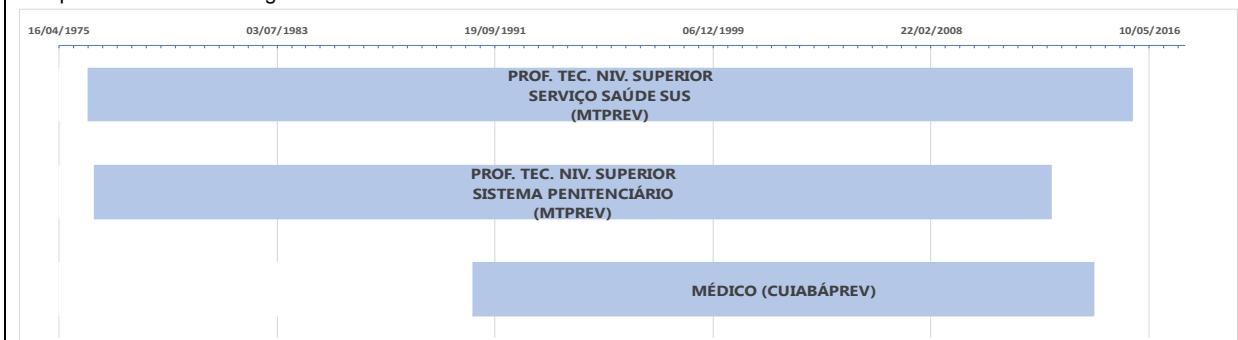 16/04/1975 03/07/1983 19/09/1991 06/12/1999 22/02/2008 10/05/2016
PROF. TEC. NIV. SUPERIOR
SERVIÇO SAÚDE SUS
(MTPREV)
PROF. TEC. NIV. SUPERIOR
SISTEMA PENITENCIÁRIO
(MTPREV)
MÉDICO (CUIABÁPREV)